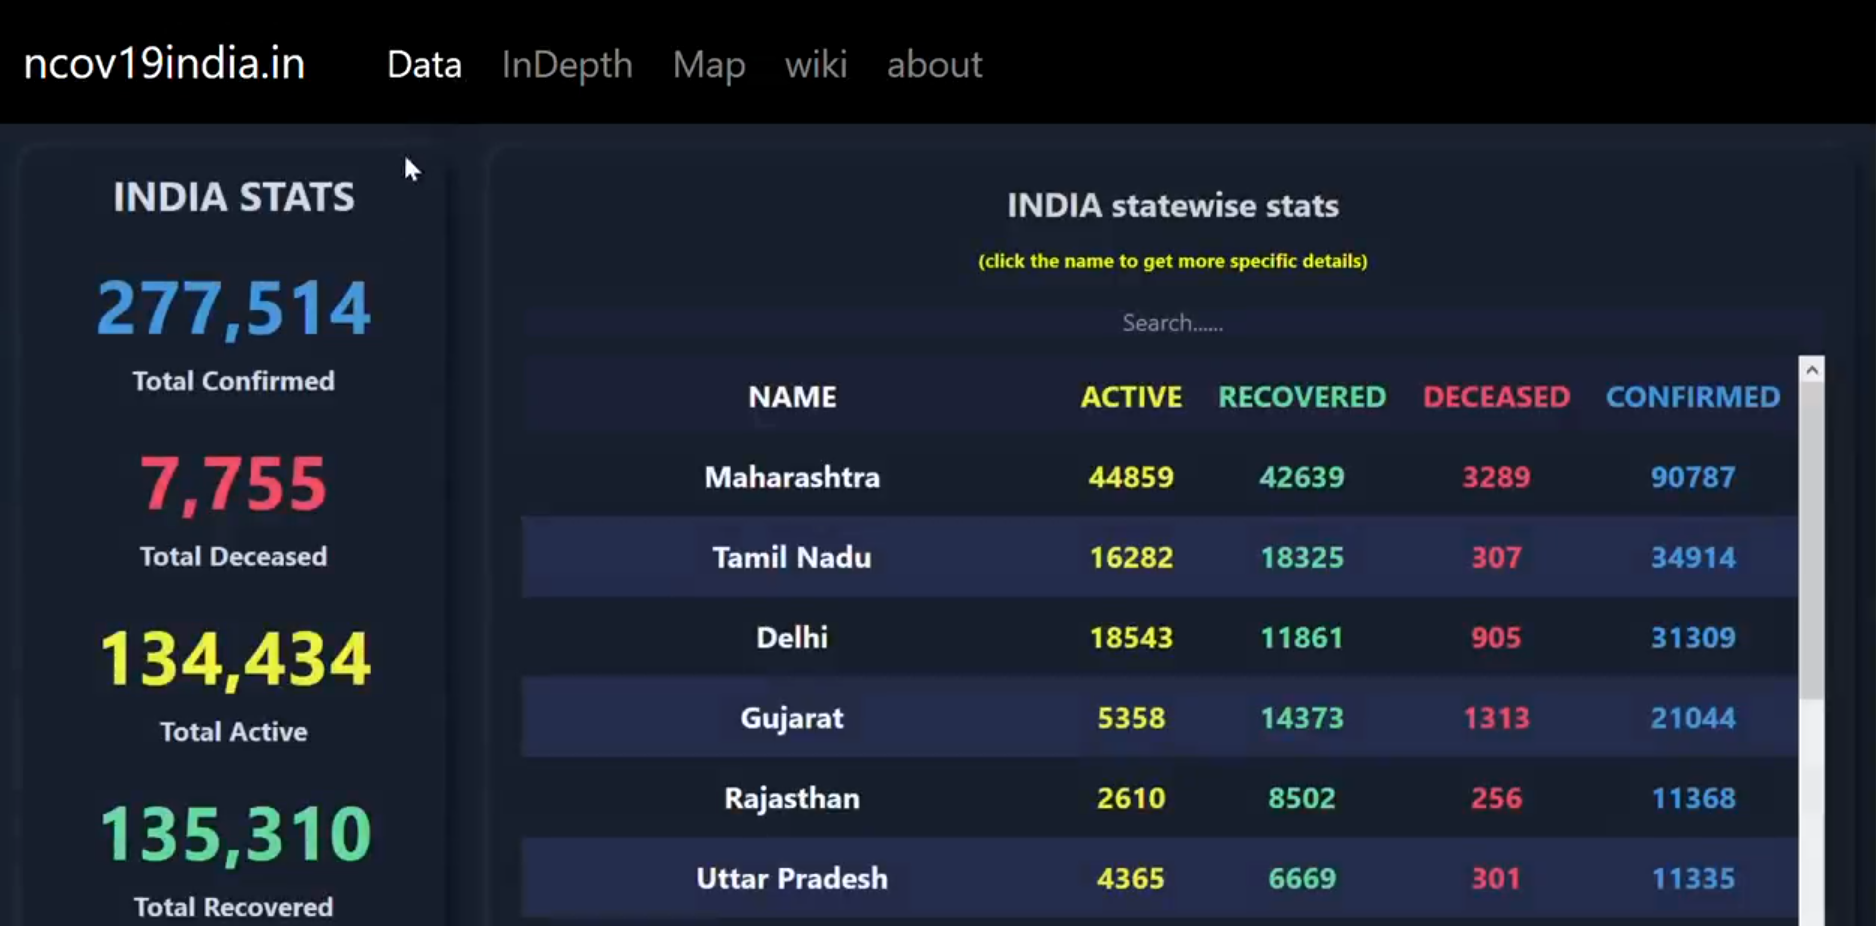 ncov19india.in Data InDepth Map wiki about
INDIA STATS
277,514
Total Confirmed
7,755
Total Deceased
134,434
Total Active
135,310
Total Recovered
INDIA statewise stats
(click the name to get more specific details)
Search......
NAME ACTIVE RECOVERED DECEASED CONFIRMED
Maharashtra 44859 42639 3289 90787
Tamil Nadu 16282 18325 307 34914
Delhi 18543 11861 905 31309
Gujarat 5358 14373 1313 21044
Rajasthan 2610 8502 256 11368
Uttar Pradesh 4365 6669 301 11335